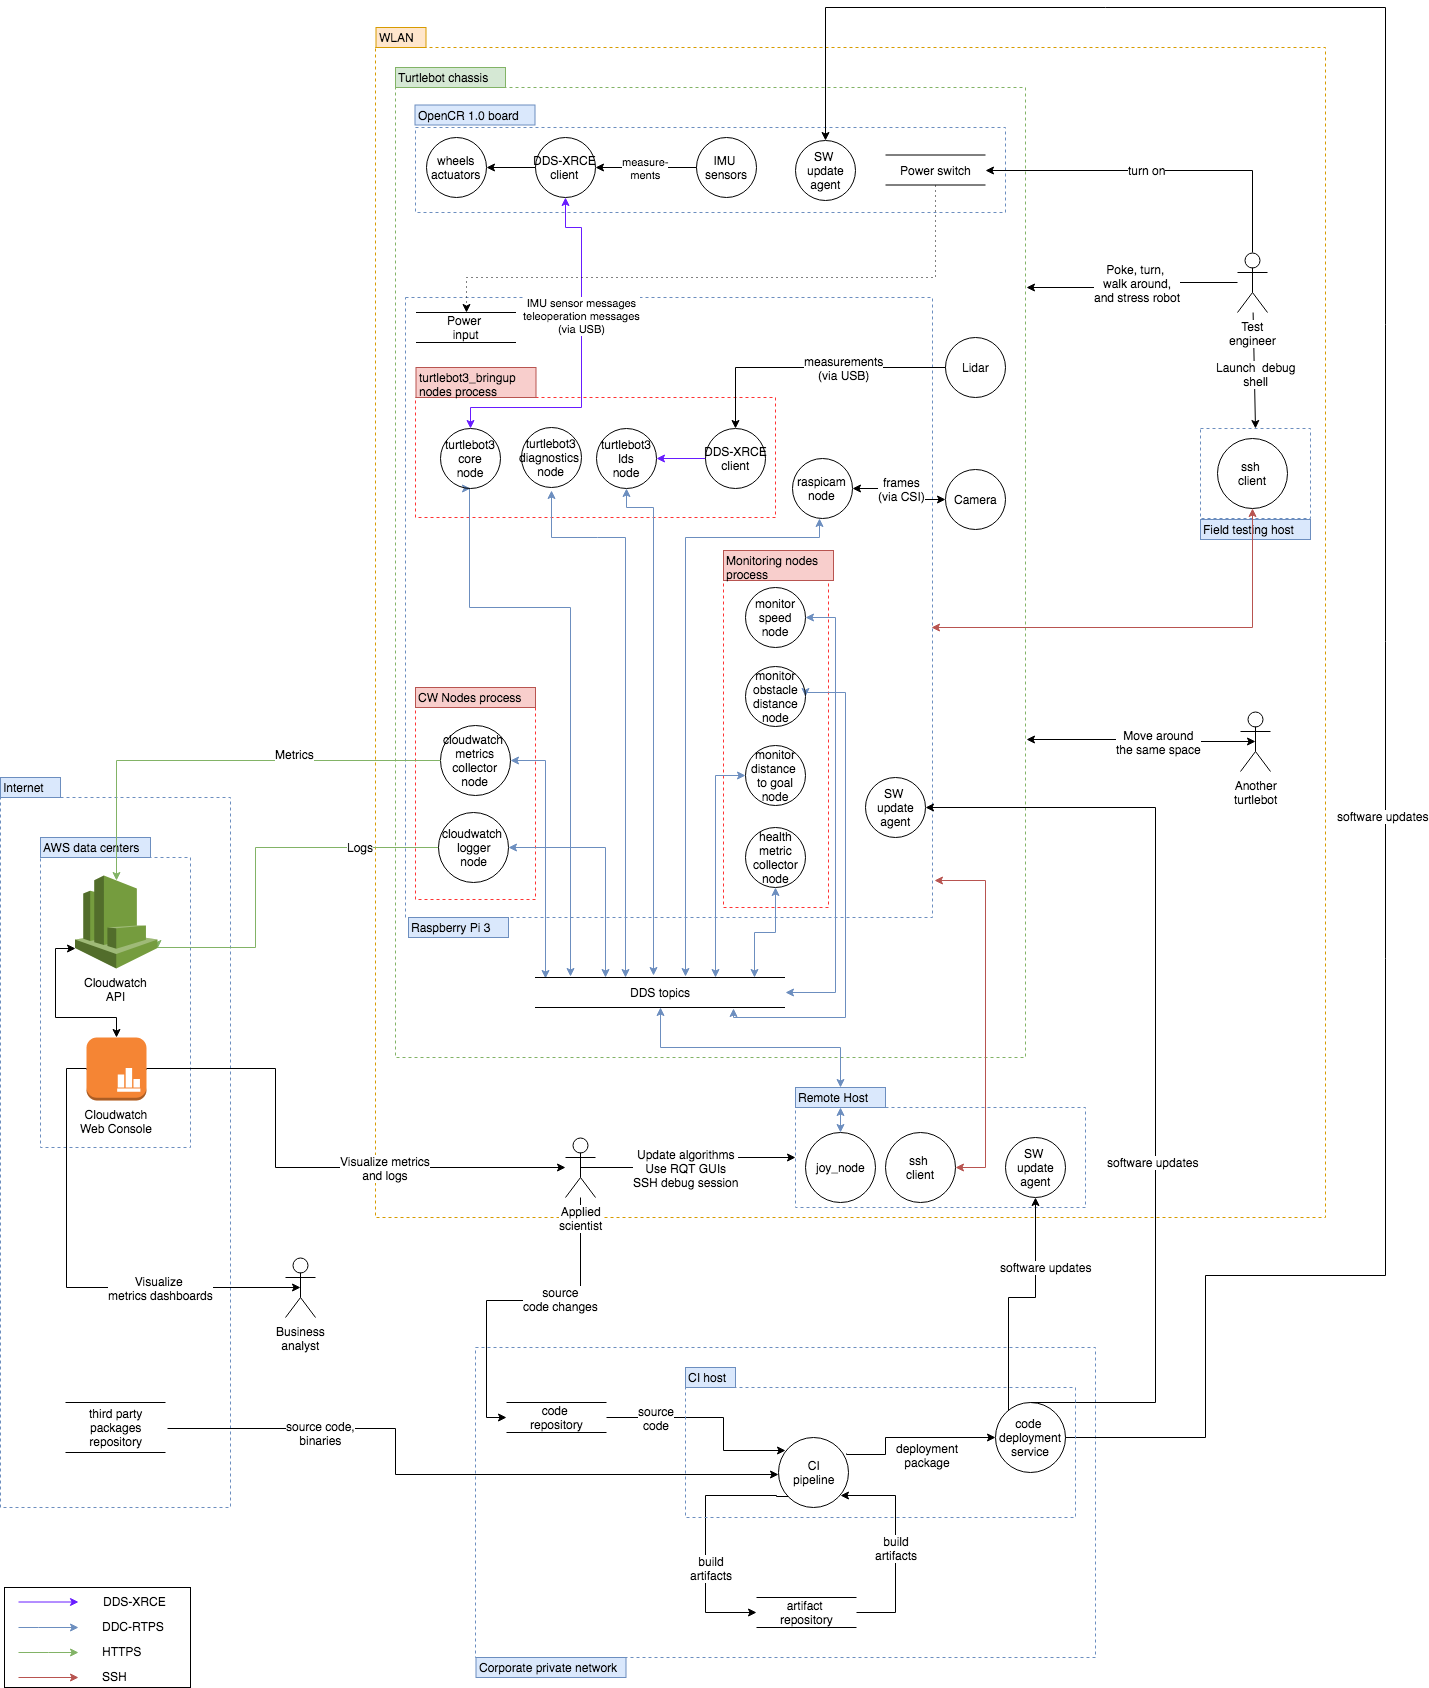 WLAN
Turtlebot chassis
OpenCR 1.0 board
wheels
actuators
DDS-XRCE
client
measure-
ments
IMU
sensors
SW
update
agent
Power switch
turn on
Poke, turn,
walk around,
and stress robot
Test
engineer
Launch debug
shell
ssh
client
Field testing host
IMU sensor messages
teleoperation messages
(via USB)
Power
input
turtlebot3_bringup
nodes process
measurements
(via USB)
Lidar
turtlebot3
core
node
turtlebot3
diagnostics
node
turtlebot3
lds
node
DDS-XRCE
client
raspicam
node
frames
(via CSI)
Camera
Monitoring nodes
process
monitor
speed
node
monitor
obstacle
distance
node
monitor
distance
to goal
node
health
metric
collector
node
CW Nodes process
cloudwatch
metrics
collector
node
cloudwatch
logger
node
SW
update
agent
Move around
the same space
Another
turtlebot
software updates
Metrics
Logs
Internet
AWS data centers
Cloudwatch
API
Cloudwatch
Web Console
Raspberry Pi 3
DDS topics
Remote Host
joy_node
ssh
client
SW
update
agent
software updates
Visualize metrics
and logs
Update algorithms
Use RQT GUIs
SSH debug session
Applied
scientist
software updates
Visualize
metrics dashboards
Business
analyst
source
code changes
CI host
third party
packages
repository
source code,
binaries
code
repository
source
code
CI
pipeline
deployment
package
code
deployment
service
build
artifacts
build
artifacts
artifact
repository
Corporate private network
DDS-XRCE
DDC-RTPS
HTTPS
SSH